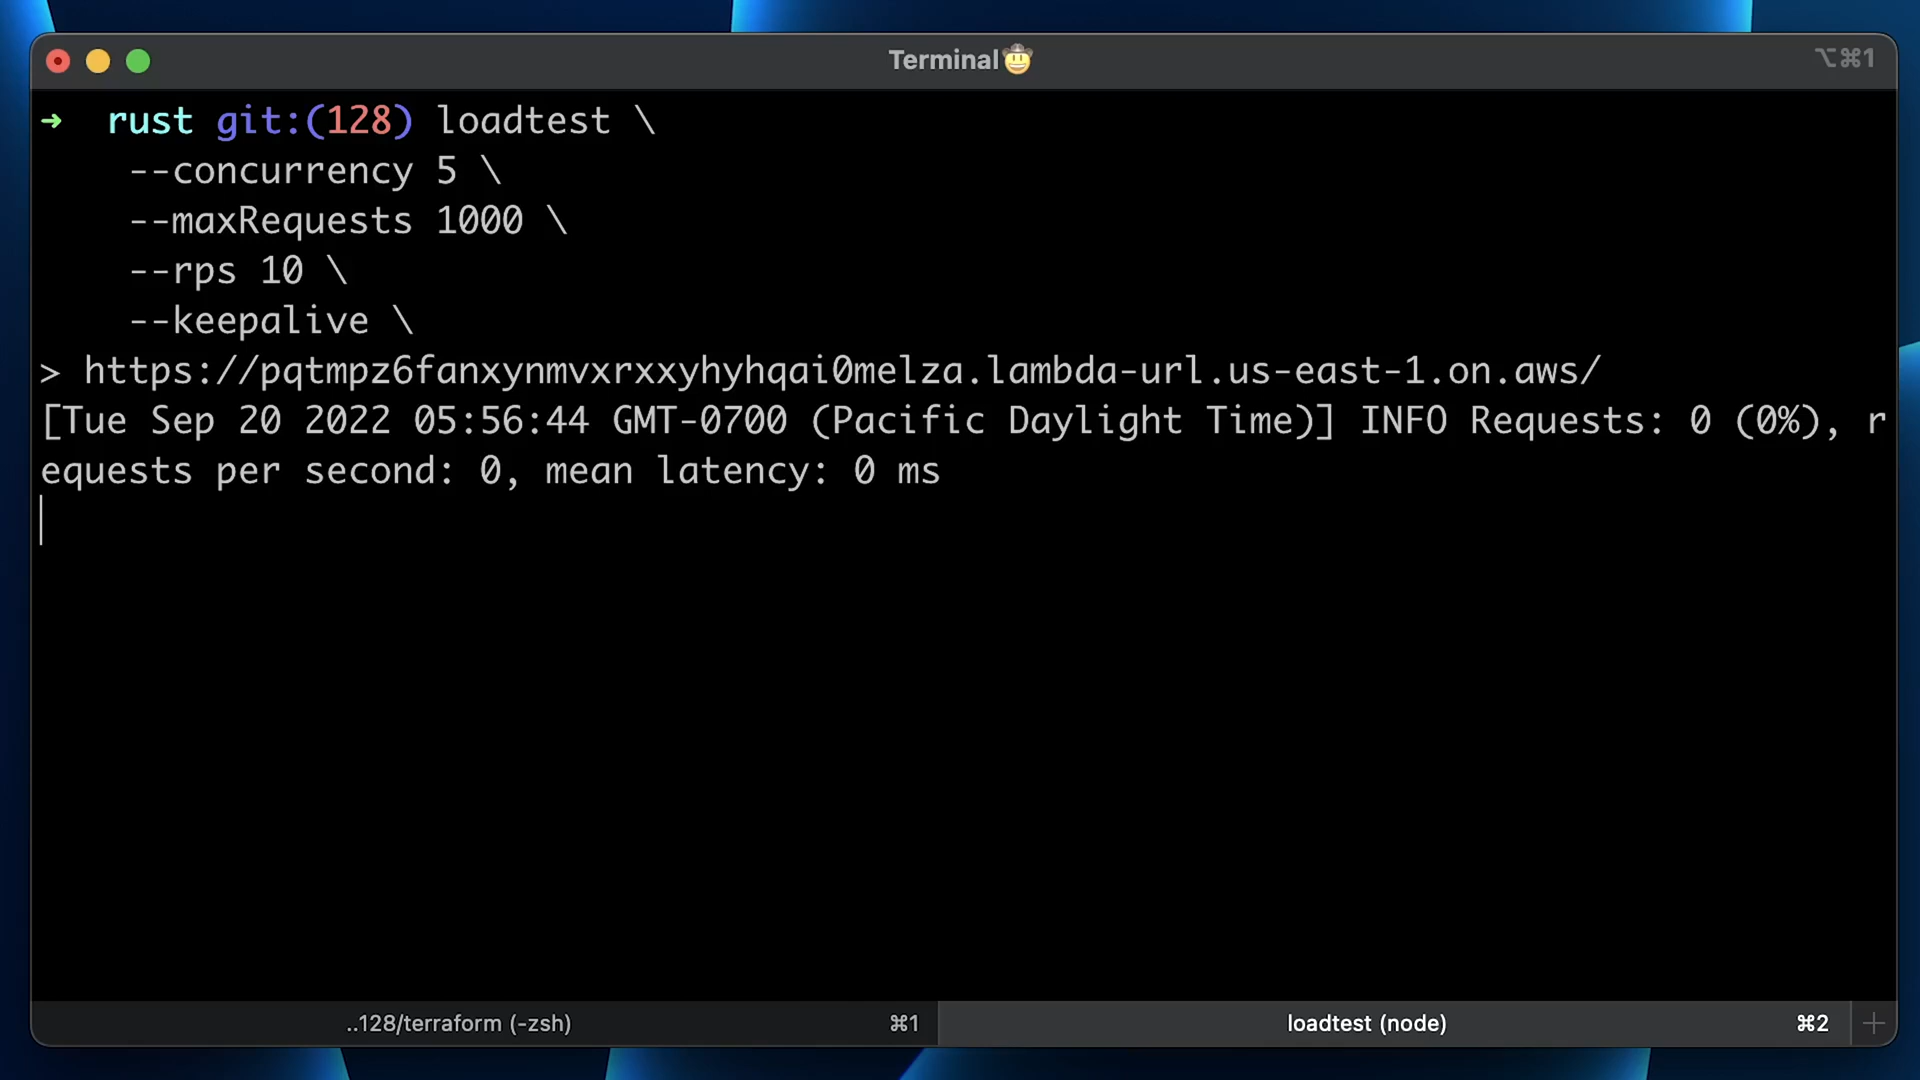 Terminal🤠
⌥⌘1
➜ rust git:(128) loadtest \
--concurrency 5 \
--maxRequests 1000 \
--rps 10 \
--keepalive \
> https://pqtmpz6fanxynmvxrxxyhyhqai0melza.lambda-url.us-east-1.on.aws/
[Tue Sep 20 2022 05:56:44 GMT-0700 (Pacific Daylight Time)] INFO Requests: 0 (0%), r
equests per second: 0, mean latency: 0 ms
..128/terraform (-zsh) ⌘1
loadtest (node) ⌘2 +